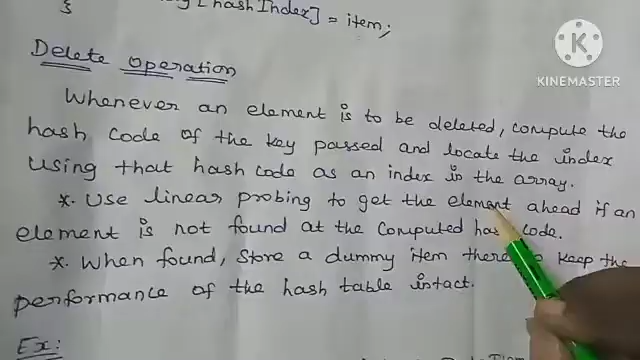 [hashIndex] = item;
}
Delete operation
Whenever an element is to be deleted, compute the
hash code of the key passed and locate the index
using that hash code as an index in the array.
*. Use linear probing to get the element ahead if an
element is not found at the computed hash code.
*. When found, store a dummy item there to keep the
performance of the hash table intact.
Ex:
KINEMASTER